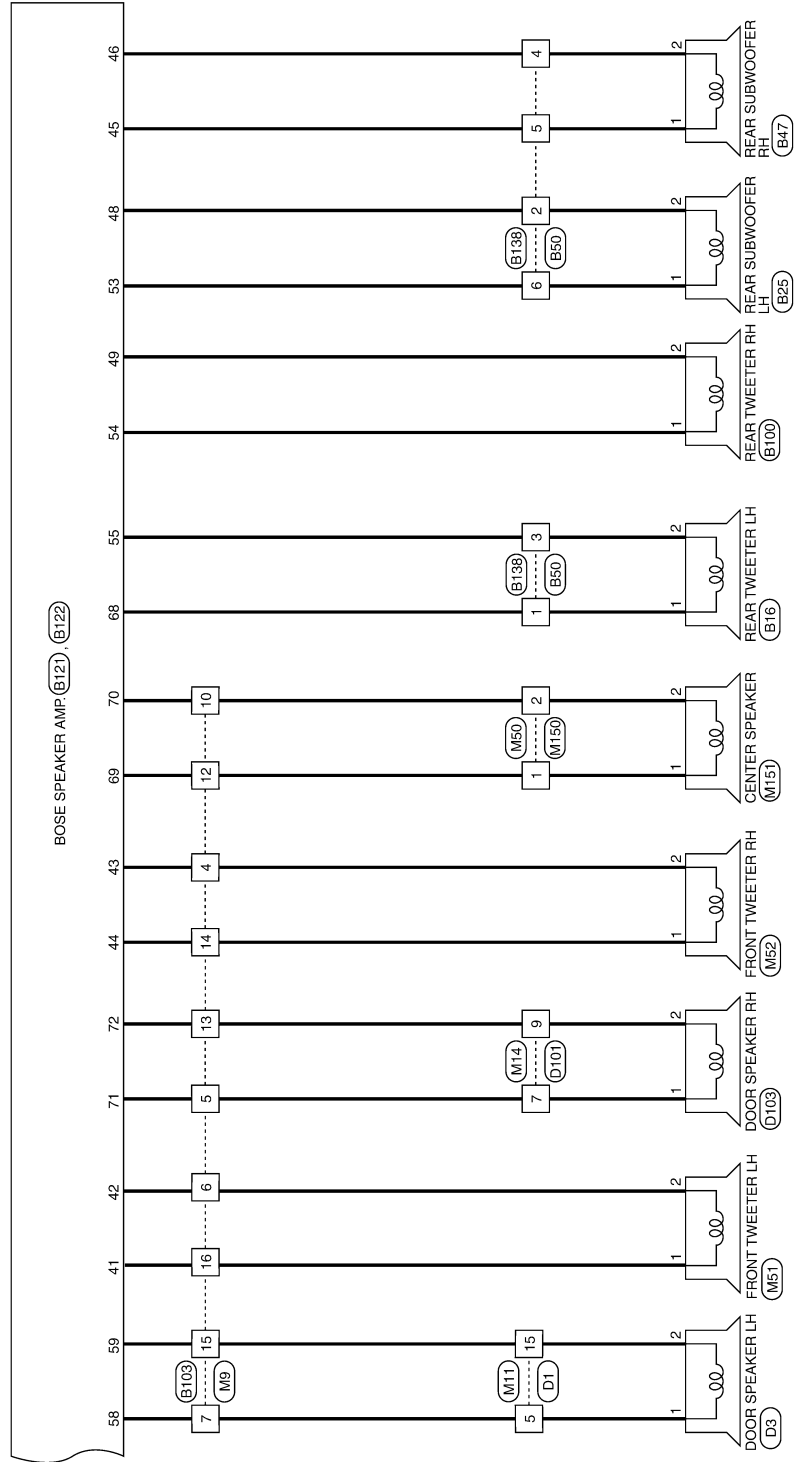 BOSE SPEAKER AMP. B121 , B122
58 59 41 42 71 72 44 43 69 70 68 55 54 49 53 48 45 46
B103
7 15 16 6 5 13 14 4 12 10
M9
M11 M14 M50 B138 B138
5 15 7 9 1 2 1 3 6 2 5 4
D1 D101 M150 B50 B50
1 2 1 2 1 2 1 2 1 2 1 2 1 2 1 2 1 2
DOOR SPEAKER LH
D3
FRONT TWEETER LH
M51
DOOR SPEAKER RH
D103
FRONT TWEETER RH
M52
CENTER SPEAKER
M151
REAR TWEETER LH
B16
REAR TWEETER RH
B100
REAR SUBWOOFER
LH
B25
REAR SUBWOOFER
RH
B47